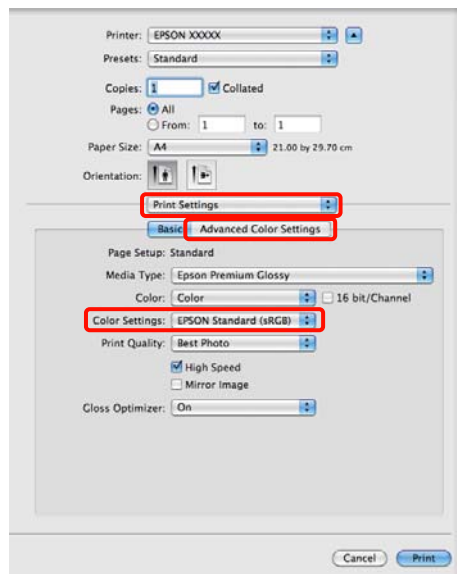 Printer: EPSON XXXXX
Presets: Standard
Copies: 1 Collated
Pages: All
From: 1 to: 1
Paper Size: A4 21.00 by 29.70 cm
Orientation:
Print Settings
Basic Advanced Color Settings
Page Setup: Standard
Media Type: Epson Premium Glossy
Color: Color 16 bit/Channel
Color Settings: EPSON Standard (sRGB)
Print Quality: Best Photo
High Speed
Mirror Image
Gloss Optimizer: On
Cancel Print